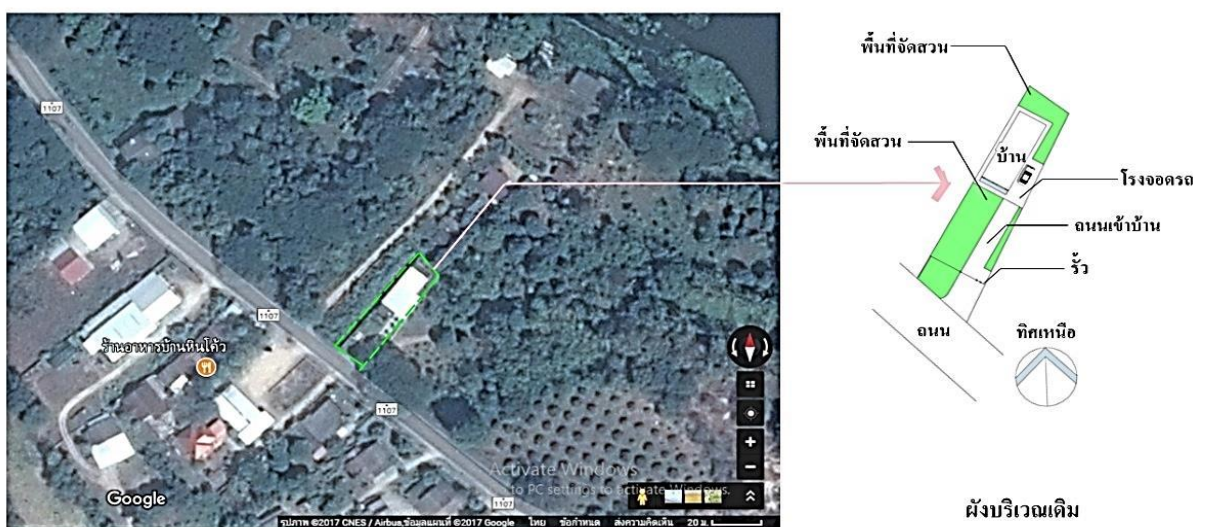 1107
1107
1107
1107
ร้านอาหารบ้านหินโค้ว
Activate Windows
to PC settings to activate Windows.
Google
รูปภาพ ©2017 CNES / Airbus,ข้อมูลแผนที่ ©2017 Google ไทย ข้อกำหนด ส่งความคิดเห็น 20 ม.
พื้นที่จัดสวน
พื้นที่จัดสวน
บ้าน
โรงจอดรถ
ถนนเข้าบ้าน
รั้ว
ถนน
ทิศเหนือ
ผังบริเวณเดิม